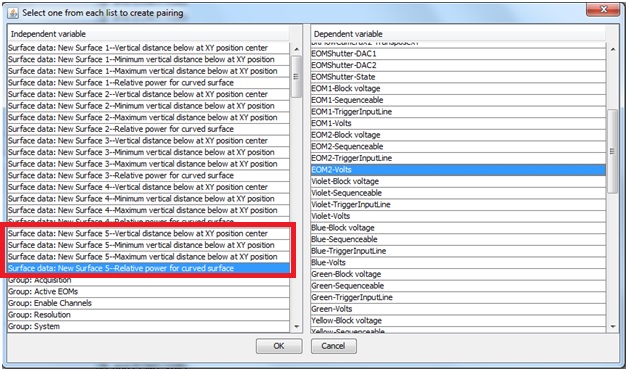 Select one from each list to create pairing
Independent variable
Surface data: New Surface 1--Vertical distance below at XY position center
Surface data: New Surface 1--Minimum vertical distance below at XY position
Surface data: New Surface 1--Maximum vertical distance below at XY position
Surface data: New Surface 1--Relative power for curved surface
Surface data: New Surface 2--Vertical distance below at XY position center
Surface data: New Surface 2--Minimum vertical distance below at XY position
Surface data: New Surface 2--Maximum vertical distance below at XY position
Surface data: New Surface 2--Relative power for curved surface
Surface data: New Surface 3--Vertical distance below at XY position center
Surface data: New Surface 3--Minimum vertical distance below at XY position
Surface data: New Surface 3--Maximum vertical distance below at XY position
Surface data: New Surface 3--Relative power for curved surface
Surface data: New Surface 4--Vertical distance below at XY position center
Surface data: New Surface 4--Minimum vertical distance below at XY position
Surface data: New Surface 4--Maximum vertical distance below at XY position
Surface data: New Surface 4--Relative power for curved surface
Surface data: New Surface 5--Vertical distance below at XY position center
Surface data: New Surface 5--Minimum vertical distance below at XY position
Surface data: New Surface 5--Maximum vertical distance below at XY position
Surface data: New Surface 5--Relative power for curved surface
Group: Acquisition
Group: Active EOMs
Group: Enable Channels
Group: Resolution
Group: System
Dependent variable
EOMShutter-DAC1
EOMShutter-DAC2
EOMShutter-State
EOM1-Block voltage
EOM1-Sequenceable
EOM1-TriggerInputLine
EOM1-Volts
EOM2-Block voltage
EOM2-Sequenceable
EOM2-TriggerInputLine
EOM2-Volts
Violet-Block voltage
Violet-Sequenceable
Violet-TriggerInputLine
Violet-Volts
Blue-Block voltage
Blue-Sequenceable
Blue-TriggerInputLine
Blue-Volts
Green-Block voltage
Green-Sequenceable
Green-TriggerInputLine
Green-Volts
Yellow-Block voltage
Yellow-Sequenceable
OK
Cancel